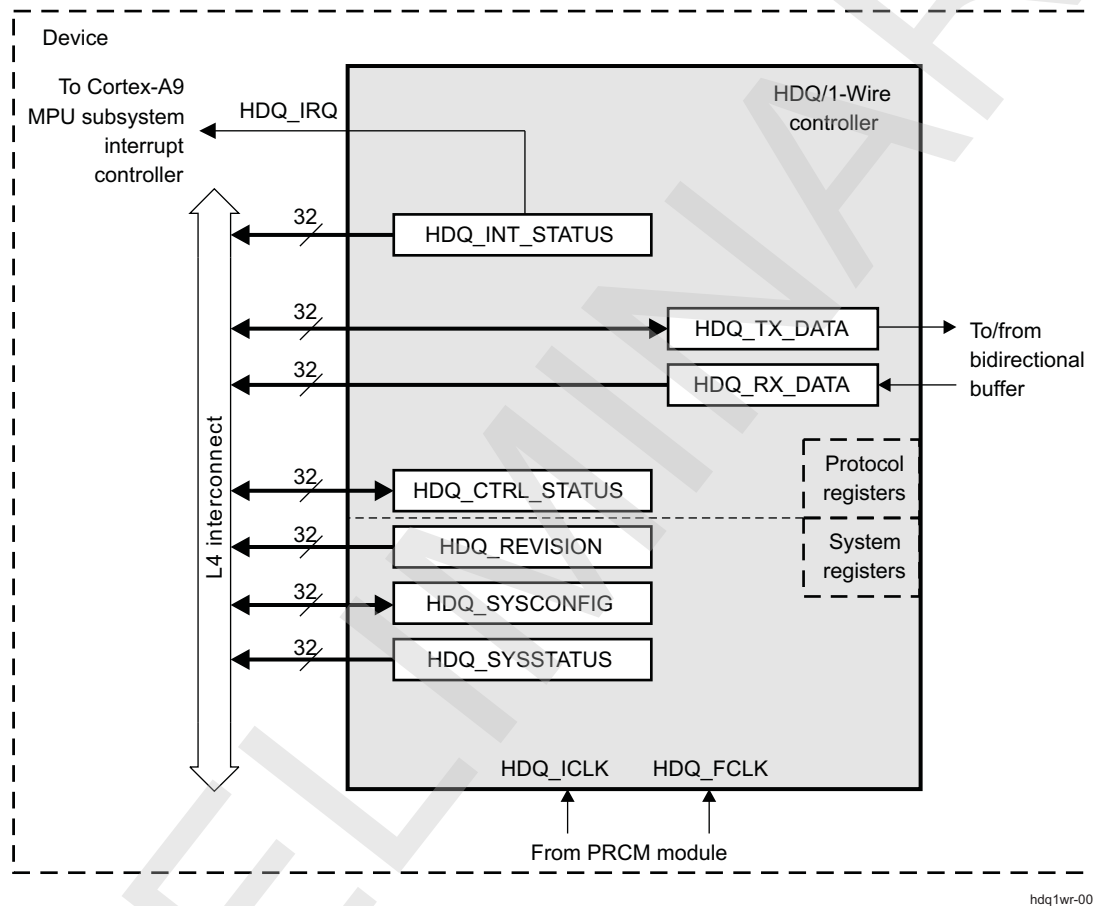 Device
To Cortex-A9
MPU subsystem
interrupt
controller
HDQ_IRQ
HDQ/1-Wire
controller
32
HDQ_INT_STATUS
32
HDQ_TX_DATA
To/from
bidirectional
buffer
32
HDQ_RX_DATA
L4 interconnect
Protocol
registers
32
HDQ_CTRL_STATUS
32
HDQ_REVISION
System
registers
32
HDQ_SYSCONFIG
32
HDQ_SYSSTATUS
HDQ_ICLK
HDQ_FCLK
From PRCM module
hdq1wr-00